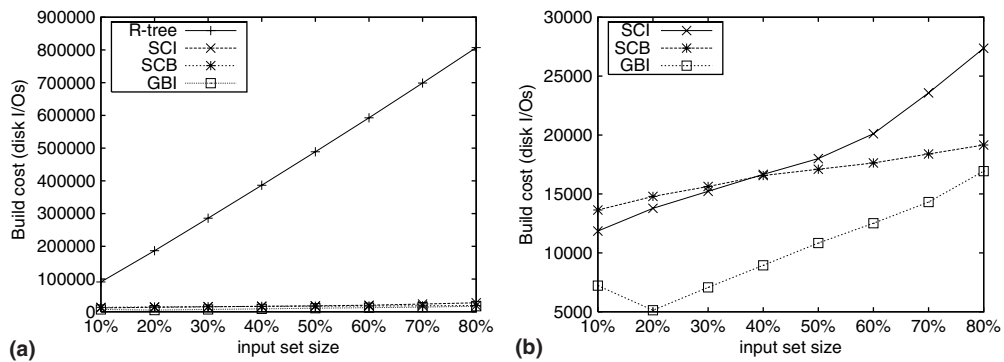 900000
800000
700000
600000
500000
400000
300000
200000
100000
0
Build cost (disk I/Os)
R-tree
SCI
SCB
GBI
10% 20% 30% 40% 50% 60% 70% 80%
input set size
(a)
30000
25000
20000
15000
10000
5000
Build cost (disk I/Os)
SCI
SCB
GBI
10% 20% 30% 40% 50% 60% 70% 80%
input set size
(b)